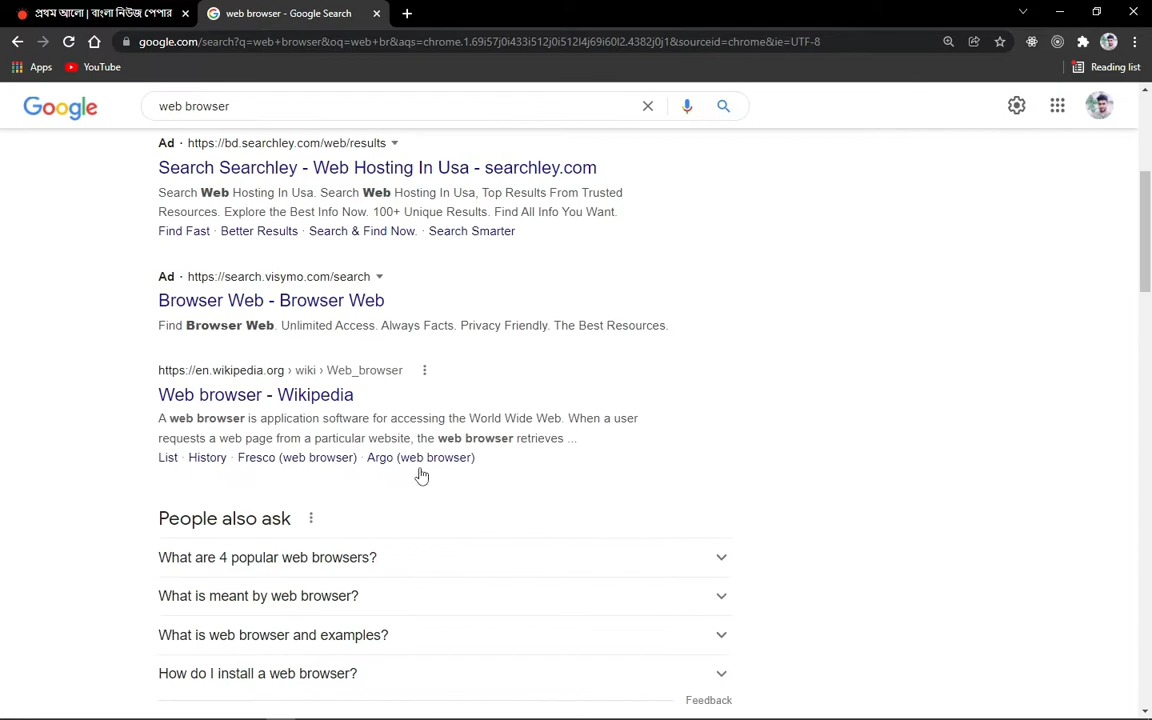 প্রথম আলো | বাংলা নিউজ পেপার
web browser - Google Search
google.com/search?q=web+browser&oq=web+br&aqs=chrome.1.69i57j0i433i512j0i512l4j69i60l2.4382j0j1&sourceid=chrome&ie=UTF-8
Apps
YouTube
Reading list
Google
web browser
Ad · https://bd.searchley.com/web/results
Search Searchley - Web Hosting In Usa - searchley.com
Search Web Hosting In Usa. Search Web Hosting In Usa, Top Results From Trusted
Resources. Explore the Best Info Now. 100+ Unique Results. Find All Info You Want.
Find Fast · Better Results · Search & Find Now. · Search Smarter
Ad · https://search.visymo.com/search
Browser Web - Browser Web
Find Browser Web. Unlimited Access. Always Facts. Privacy Friendly. The Best Resources.
https://en.wikipedia.org › wiki › Web_browser
Web browser - Wikipedia
A web browser is application software for accessing the World Wide Web. When a user
requests a web page from a particular website, the web browser retrieves ...
List · History · Fresco (web browser) · Argo (web browser)
People also ask
What are 4 popular web browsers?
What is meant by web browser?
What is web browser and examples?
How do I install a web browser?
Feedback